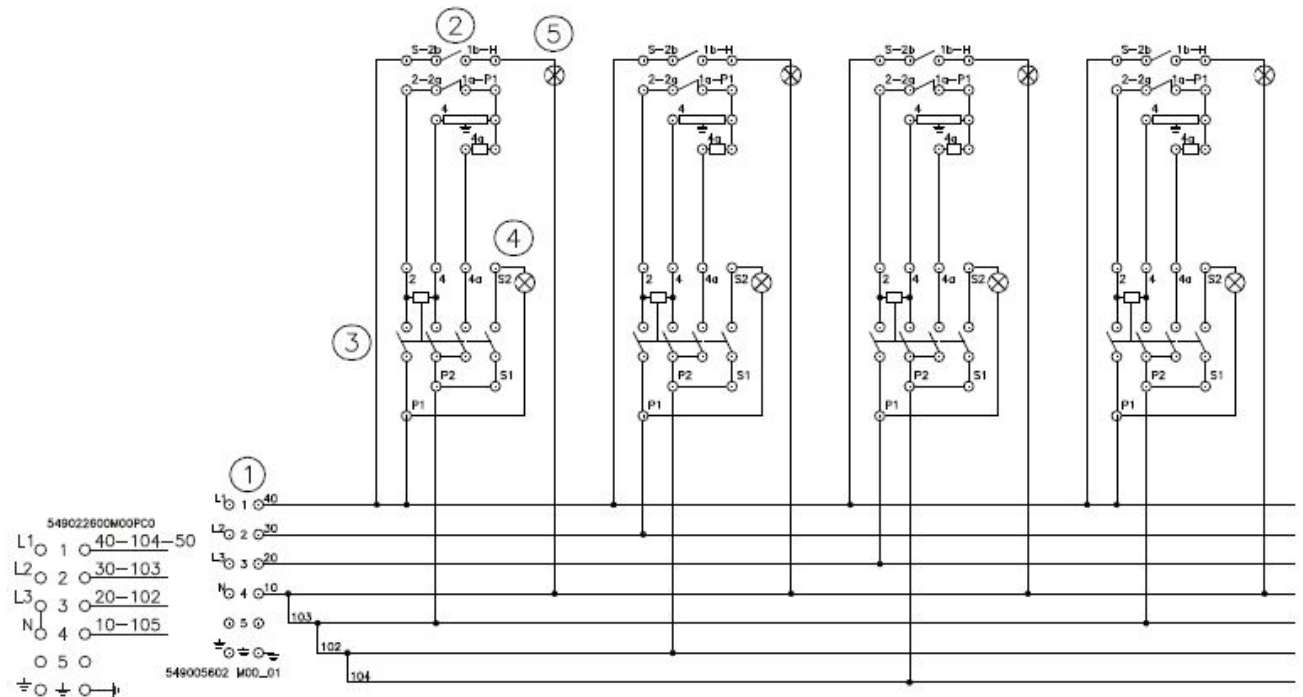 ② ⑤
S-2b 1b-H S-2b 1b-H S-2b 1b-H S-2b 1b-H
2-2a 1a-P1 2-2a 1a-P1 2-2a 1a-P1 2-2a 1a-P1
4 4 4 4
4a 4a 4a 4a
④
2 4 4a S2 2 4 4a S2 2 4 4a S2 2 4 4a S2
③
P2 S1 P2 S1 P2 S1 P2 S1
P1 P1 P1 P1
①
L1 1 40
L2 2 30
L3 3 20
N 4 10
5 103
102
104
549005602 M00_01
549022600M00PC0
L1 1 40-104-50
L2 2 30-103
L3 3 20-102
N 4 10-105
5